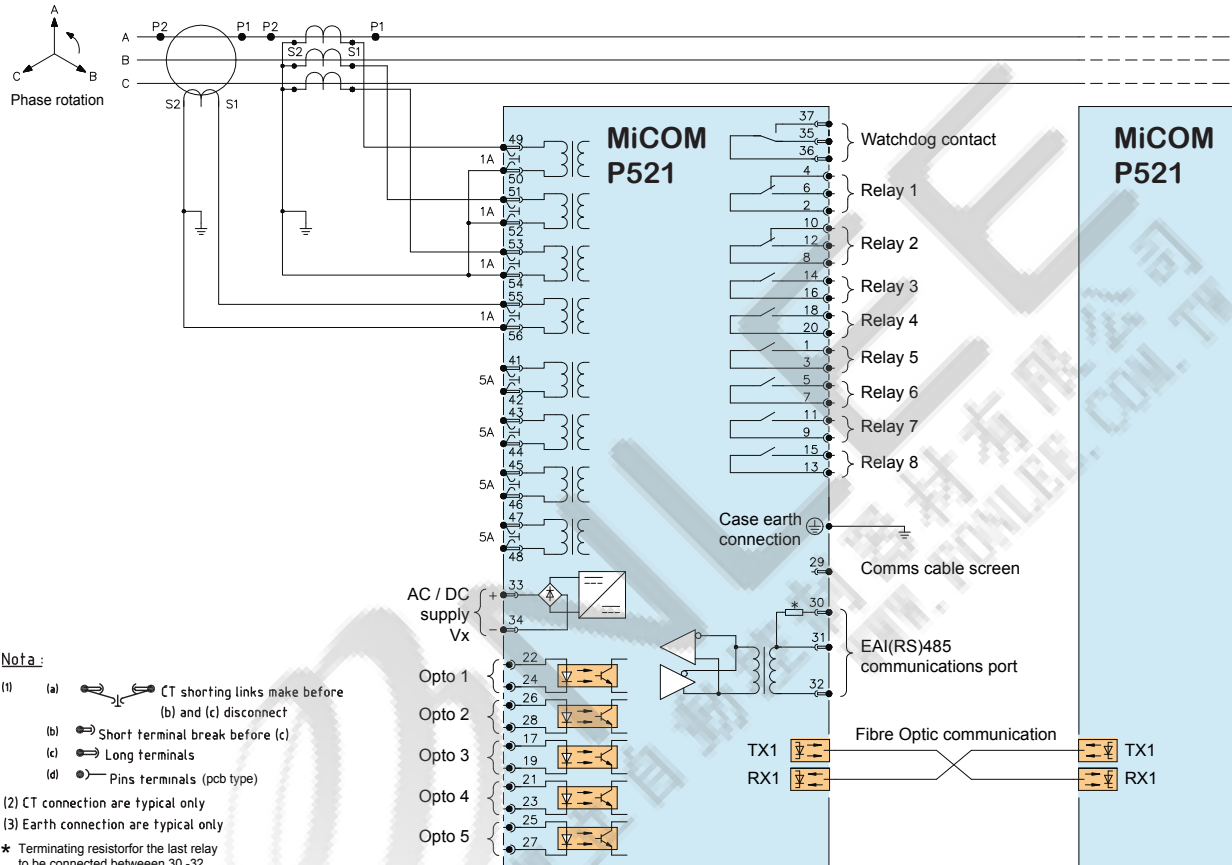 A
C
B
Phase rotation
A
B
C
P2
P1
P2
P1
S2
S1
S2
S1
MiCOM
P521
MiCOM
P521
49
1A
50
51
1A
52
53
1A
54
55
1A
56
41
5A
42
43
5A
44
45
5A
46
47
5A
48
AC / DC
supply
Vx
+
33
34
−
Opto 1
22
24
Opto 2
26
28
Opto 3
17
19
Opto 4
21
23
Opto 5
25
27
37
35
36
Watchdog contact
4
6
2
Relay 1
10
12
8
Relay 2
14
16
Relay 3
18
20
Relay 4
1
3
Relay 5
5
7
Relay 6
11
9
Relay 7
15
13
Relay 8
Case earth
connection
29
Comms cable screen
* 30
31
32
EAI(RS)485
communications port
Fibre Optic communication
TX1
RX1
TX1
RX1
Nota :
(1) (a) CT shorting links make before
(b) and (c) disconnect
(b) Short terminal break before (c)
(c) Long terminals
(d) Pins terminals (pcb type)
(2) CT connection are typical only
(3) Earth connection are typical only
* Terminating resistorfor the last relay
to be connected betweeen 30 -32